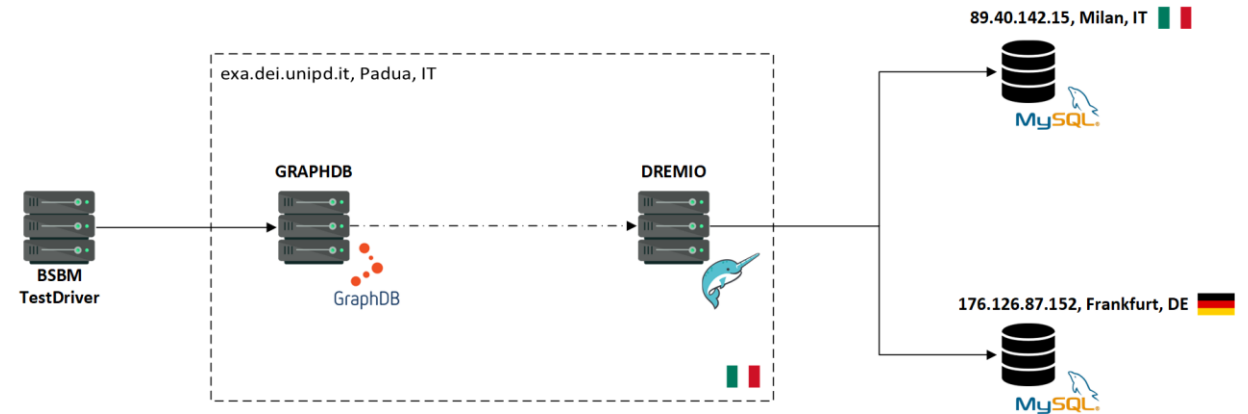 89.40.142.15, Milan, IT
exa.dei.unipd.it, Padua, IT
MySQL®
GRAPHDB
DREMIO
BSBM
TestDriver
GraphDB
176.126.87.152, Frankfurt, DE
MySQL®